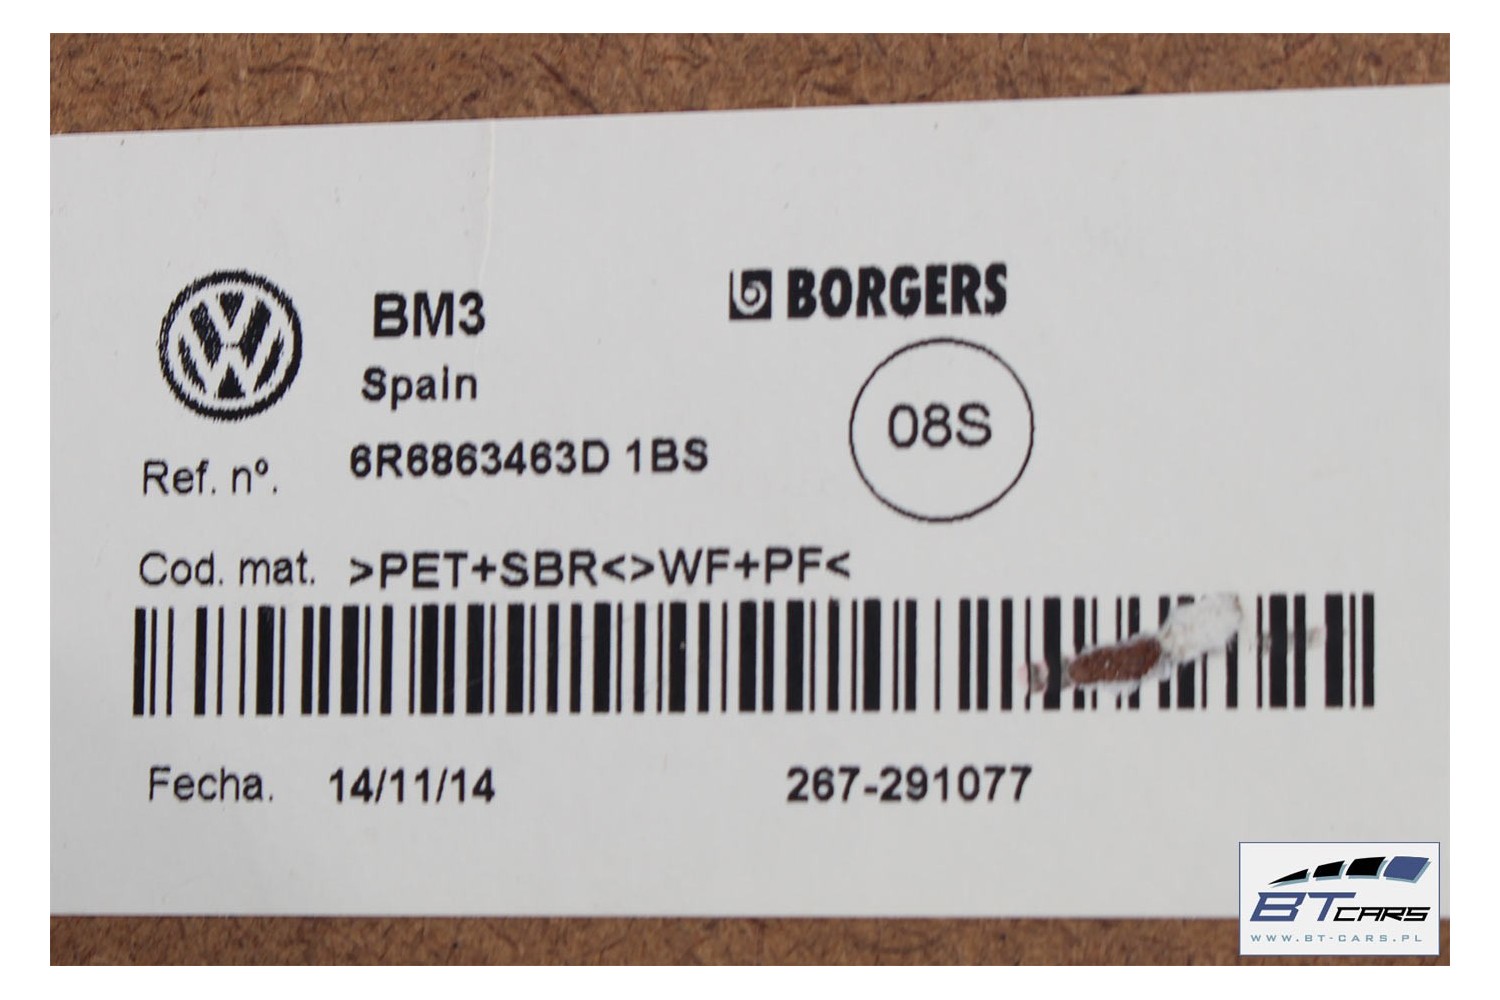 BM3
BORGERS
Spain
08S
Ref. nº. 6R6863463D 1BS
Cod. mat. >PET+SBR<>WF+PF<
Fecha. 14/11/14 267-291077
BT CARS
WWW.BT-CARS.PL